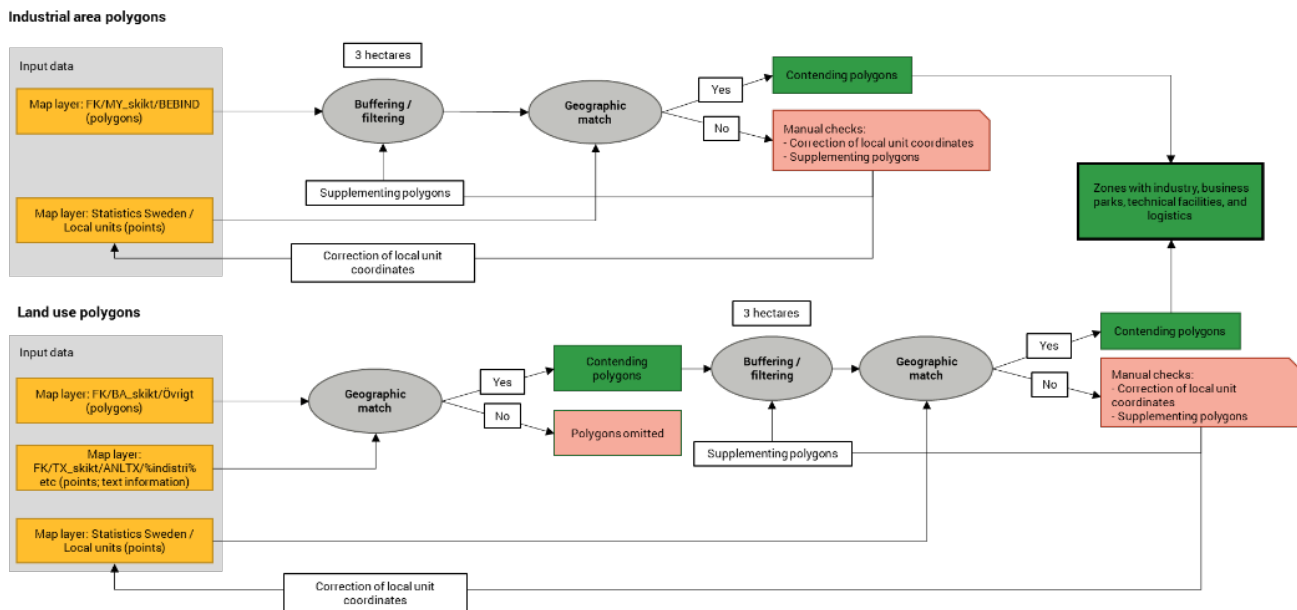 Industrial area polygons
Input data
Map layer: FK/MY_skikt/BEBIND
(polygons)
Map layer: Statistics Sweden /
Local units (points)
3 hectares
Buffering /
filtering
Geographic
match
Yes
No
Contending polygons
Manual checks:
- Correction of local unit coordinates
- Supplementing polygons
Supplementing polygons
Correction of local unit
coordinates
Zones with industry, business
parks, technical facilities, and
logistics
Land use polygons
Input data
Map layer: FK/BA_skikt/Övrigt
(polygons)
Map layer:
FK/TX_skikt/ANLTX/%indistri%
etc (points; text information)
Map layer: Statistics Sweden /
Local units (points)
Geographic
match
Yes
No
Contending
polygons
Polygons omitted
3 hectares
Buffering /
filtering
Geographic
match
Yes
No
Contending polygons
Manual checks:
- Correction of local unit
coordinates
- Supplementing polygons
Supplementing polygons
Correction of local unit
coordinates